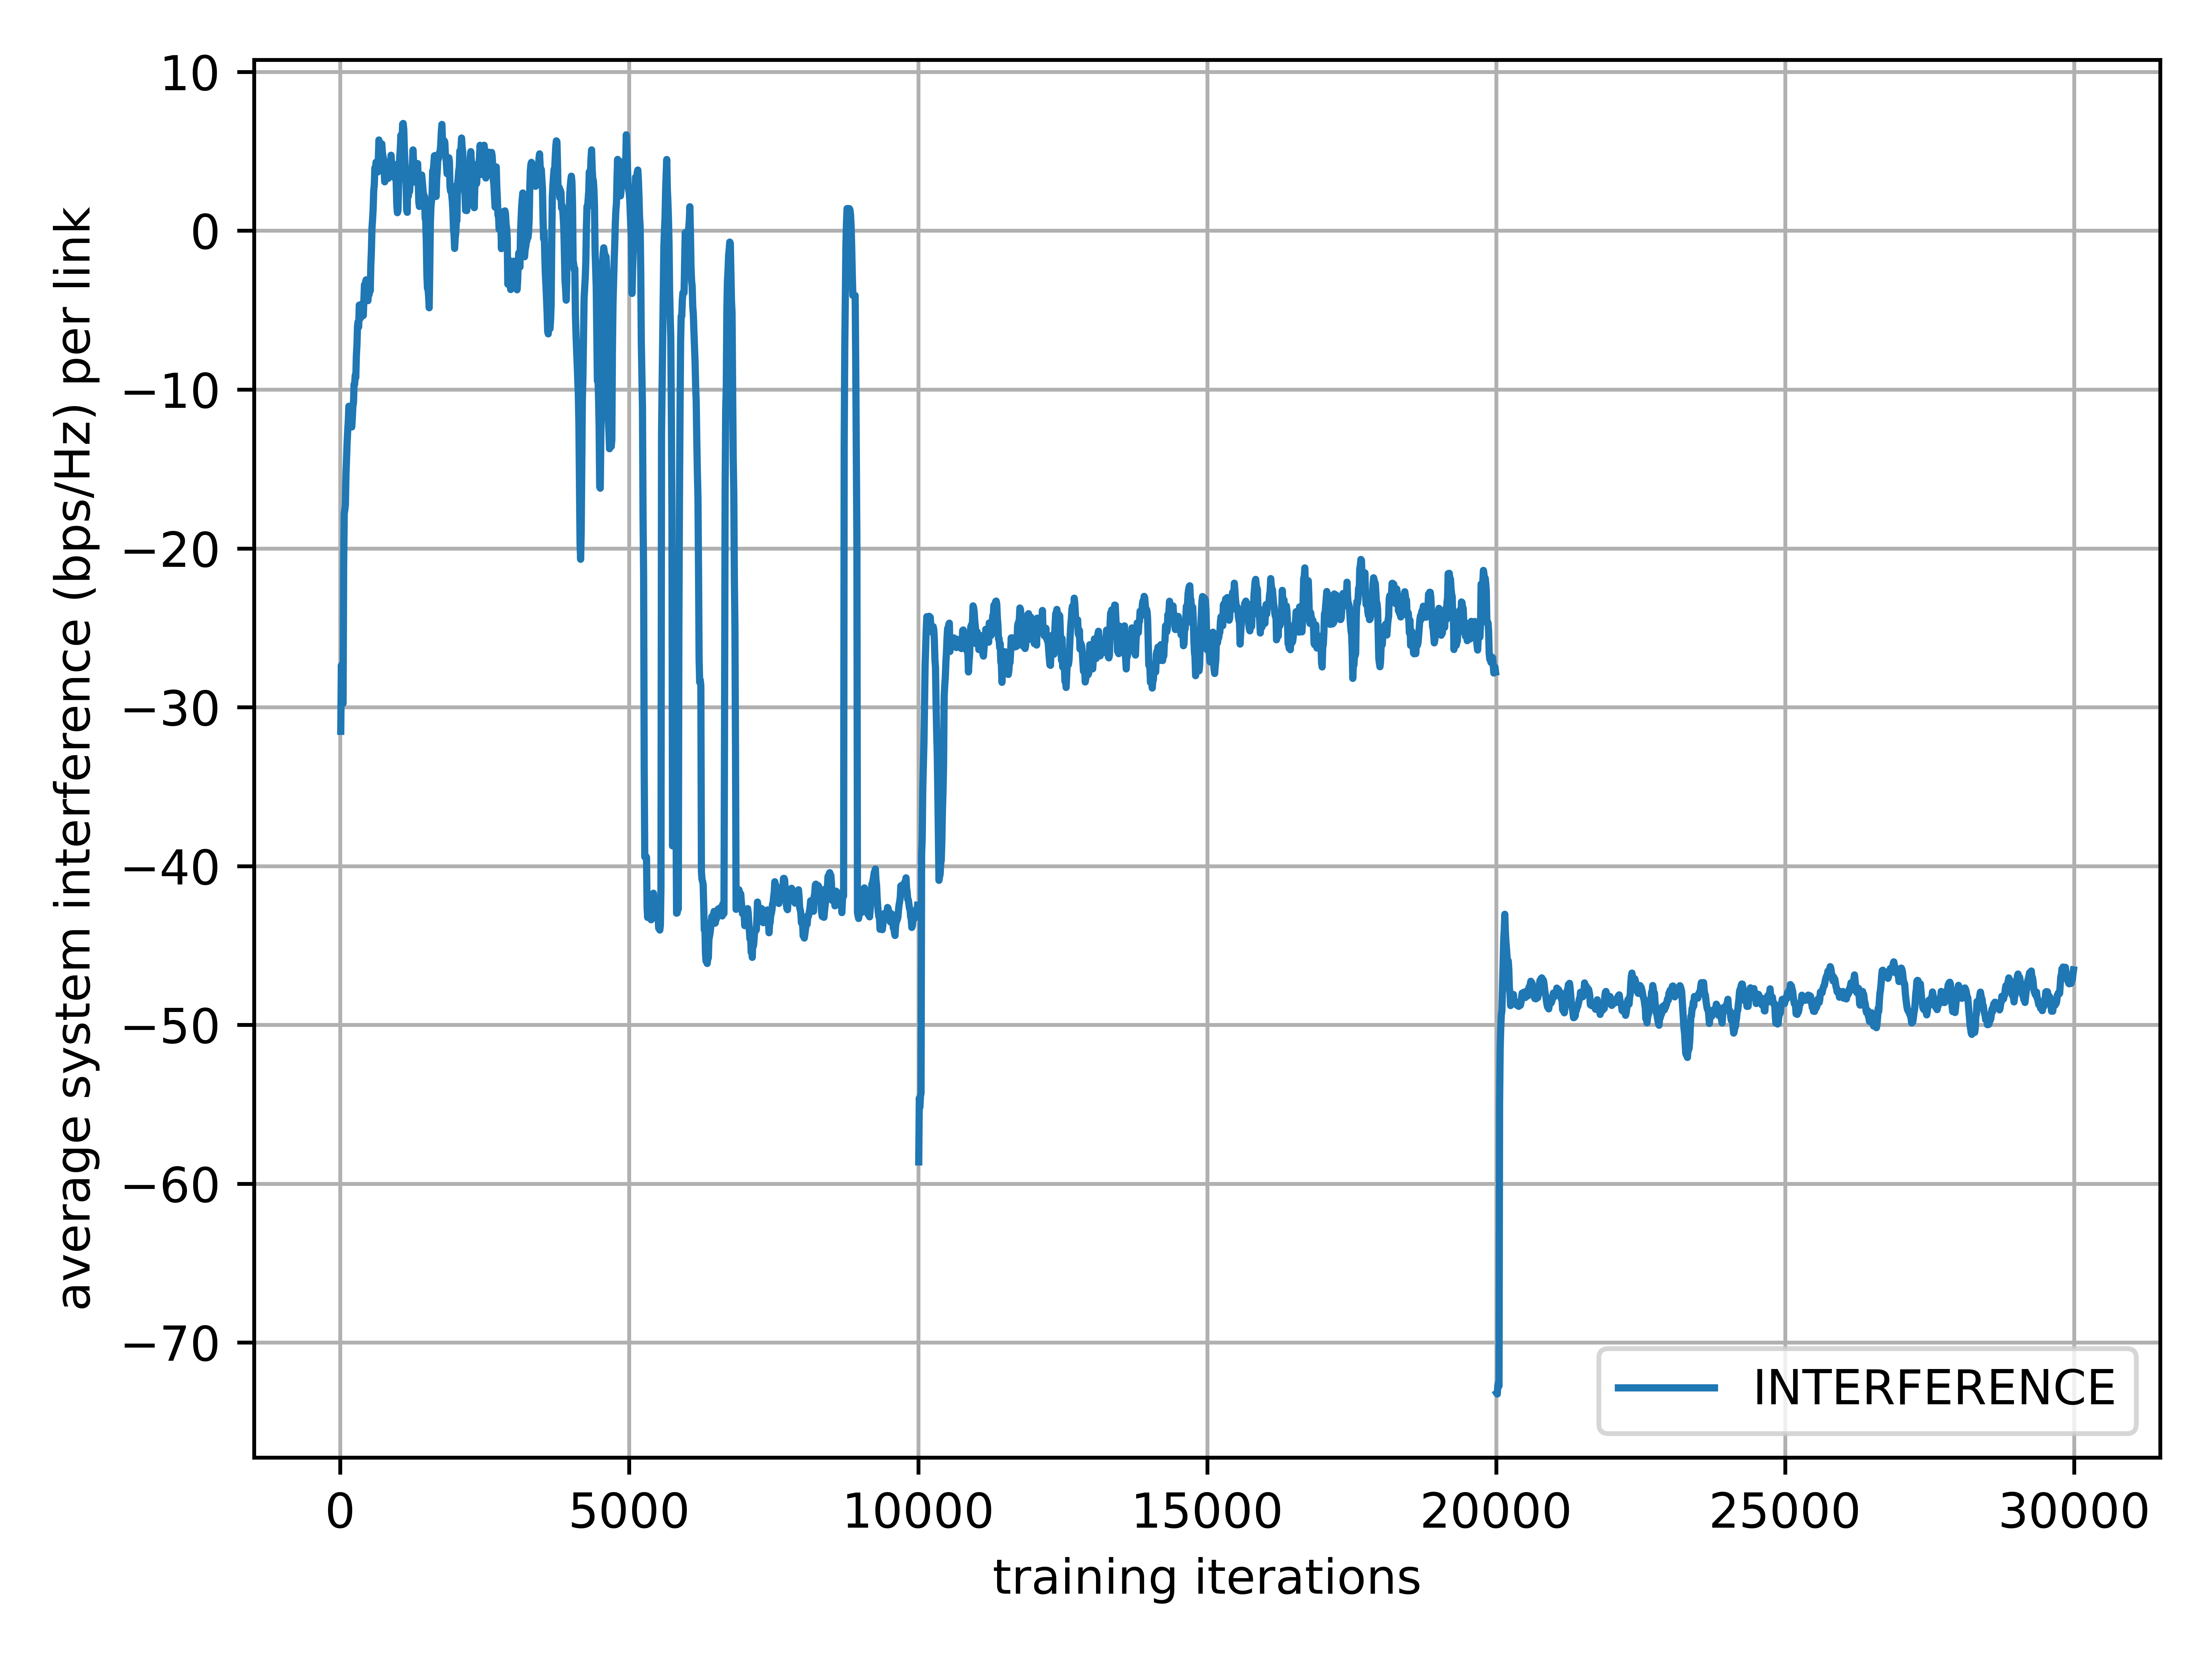 average system interference (bps/Hz) per link
10
0
−10
−20
−30
−40
−50
−60
−70
INTERFERENCE
0 5000 10000 15000 20000 25000 30000
training iterations